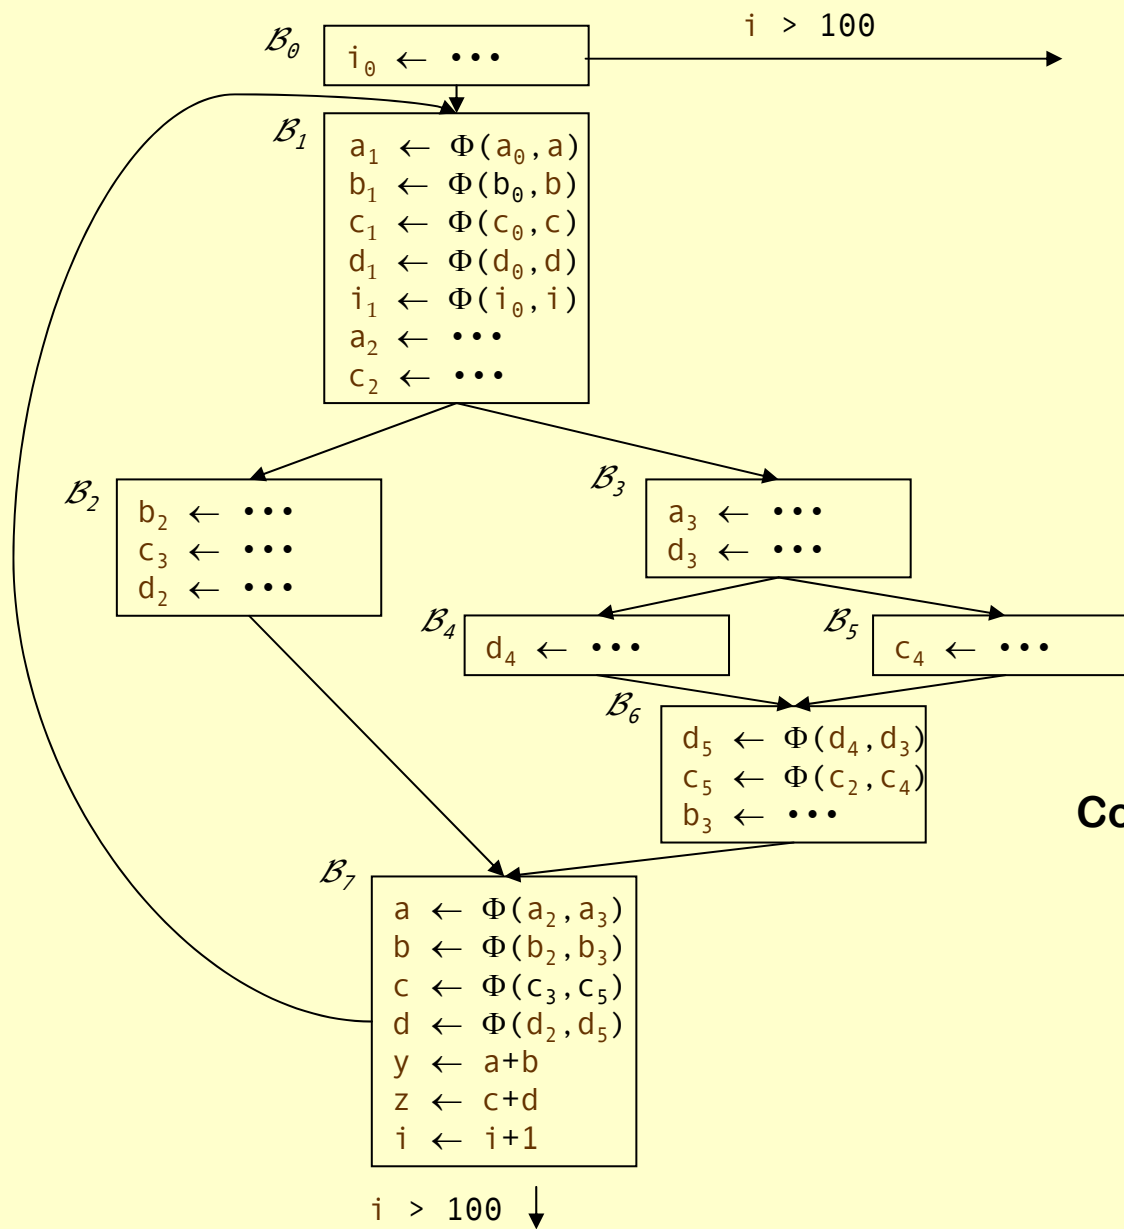 i > 100
ℬ₀
i₀ ← •••
ℬ₁
a₁ ← Φ(a₀,a)
b₁ ← Φ(b₀,b)
c₁ ← Φ(c₀,c)
d₁ ← Φ(d₀,d)
i₁ ← Φ(i₀,i)
a₂ ← •••
c₂ ← •••
ℬ₂
b₂ ← •••
c₃ ← •••
d₂ ← •••
ℬ₃
a₃ ← •••
d₃ ← •••
ℬ₄
d₄ ← •••
ℬ₅
c₄ ← •••
ℬ₆
d₅ ← Φ(d₄,d₃)
c₅ ← Φ(c₂,c₄)
b₃ ← •••
Co
ℬ₇
a ← Φ(a₂,a₃)
b ← Φ(b₂,b₃)
c ← Φ(c₃,c₅)
d ← Φ(d₂,d₅)
y ← a+b
z ← c+d
i ← i+1
i > 100